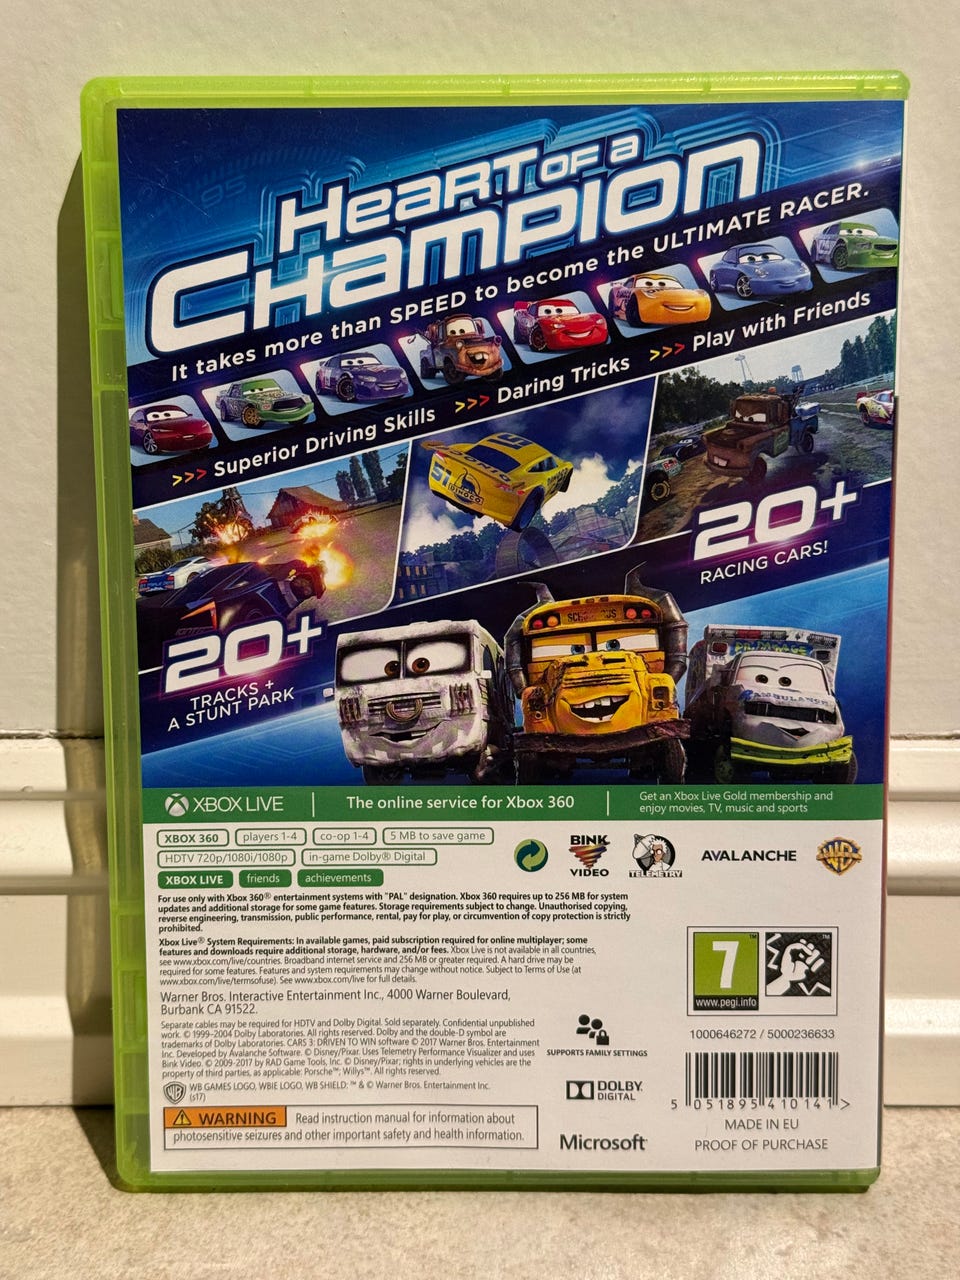 HEART OF A
CHAMPION
It takes more than SPEED to become the ULTIMATE RACER.
>>> Superior Driving Skills >>> Daring Tricks >>> Play with Friends
20+
RACING CARS!
20+
TRACKS +
A STUNT PARK
51
DINOCO
SCHOOL BUS
AMBULANCE
XBOX LIVE
The online service for Xbox 360
Get an Xbox Live Gold membership and
enjoy movies, TV, music and sports
XBOX 360 players 1-4 co-op 1-4 5 MB to save game
HDTV 720p/1080i/1080p in-game Dolby® Digital
XBOX LIVE friends achievements
BINK
VIDEO
TELEMETRY
AVALANCHE
WB
For use only with Xbox 360® entertainment systems with "PAL" designation. Xbox 360 requires up to 256 MB for system
updates and additional storage for some game features. Storage requirements subject to change. Unauthorised copying,
reverse engineering, transmission, public performance, rental, pay for play, or circumvention of copy protection is strictly
prohibited.
Xbox Live® System Requirements: In available games, paid subscription required for online multiplayer; some
features and downloads require additional storage, hardware, and/or fees. Xbox Live is not available in all countries,
see www.xbox.com/live/countries. Broadband internet service and 256 MB or greater required. A hard drive may be
required for some features. Features and system requirements may change without notice. Subject to Terms of Use (at
www.xbox.com/live/termsofuse). See www.xbox.com/live for full details.
Warner Bros. Interactive Entertainment Inc., 4000 Warner Boulevard,
Burbank CA 91522.
Separate cables may be required for HDTV and Dolby Digital. Sold separately. Confidential unpublished
work. © 1999-2004 Dolby Laboratories. All rights reserved. Dolby and the double-D symbol are
trademarks of Dolby Laboratories. CARS 3: DRIVEN TO WIN software © 2017 Warner Bros. Entertainment
Inc. Developed by Avalanche Software. © Disney/Pixar. Uses Telemetry Performance Visualizer and uses
Bink Video. © 2009-2017 by RAD Game Tools, Inc. © Disney/Pixar; rights in underlying vehicles are the
property of third parties, as applicable: Porsche™; Willys™. All rights reserved.
WB GAMES LOGO, WBIE LOGO, WB SHIELD: ™ & © Warner Bros. Entertainment Inc.
(s17)
WARNING Read instruction manual for information about
photosensitive seizures and other important safety and health information.
7
www.pegi.info
1000646272 / 5000236633
SUPPORTS FAMILY SETTINGS
DOLBY
DIGITAL
Microsoft
5 051895 410141 >
MADE IN EU
PROOF OF PURCHASE